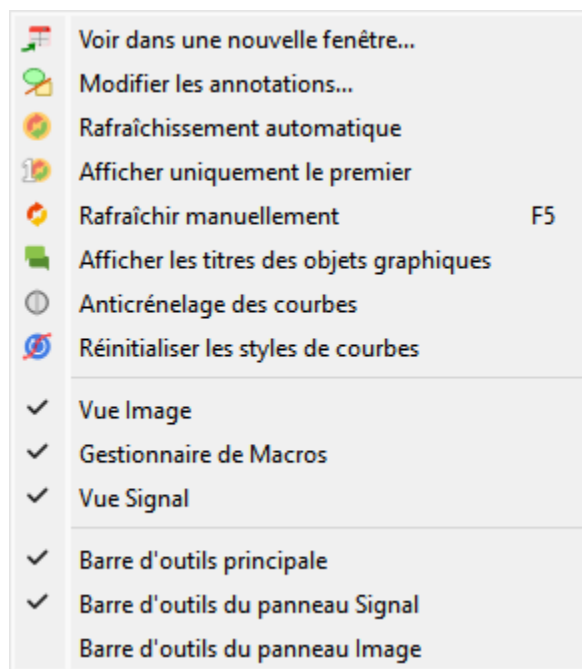 Voir dans une nouvelle fenêtre...
Modifier les annotations...
Rafraîchissement automatique
Afficher uniquement le premier
Rafraîchir manuellement F5
Afficher les titres des objets graphiques
Anticrénelage des courbes
Réinitialiser les styles de courbes
Vue Image
Gestionnaire de Macros
Vue Signal
Barre d'outils principale
Barre d'outils du panneau Signal
Barre d'outils du panneau Image